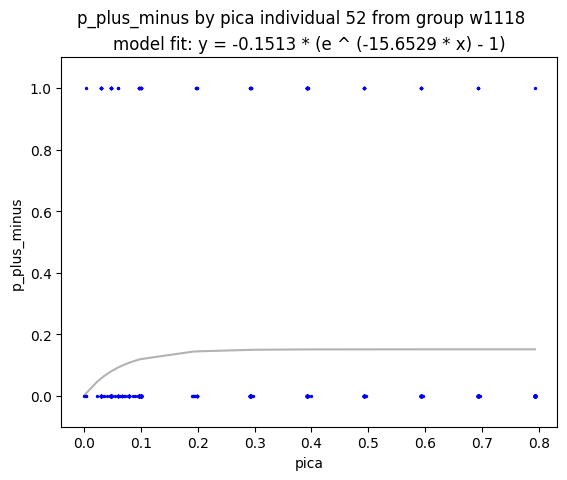 p_plus_minus by pica individual 52 from group w1118
model fit: y = -0.1513 * (e ^ (-15.6529 * x) - 1)
p_plus_minus
1.0
0.8
0.6
0.4
0.2
0.0
0.0 0.1 0.2 0.3 0.4 0.5 0.6 0.7 0.8
pica